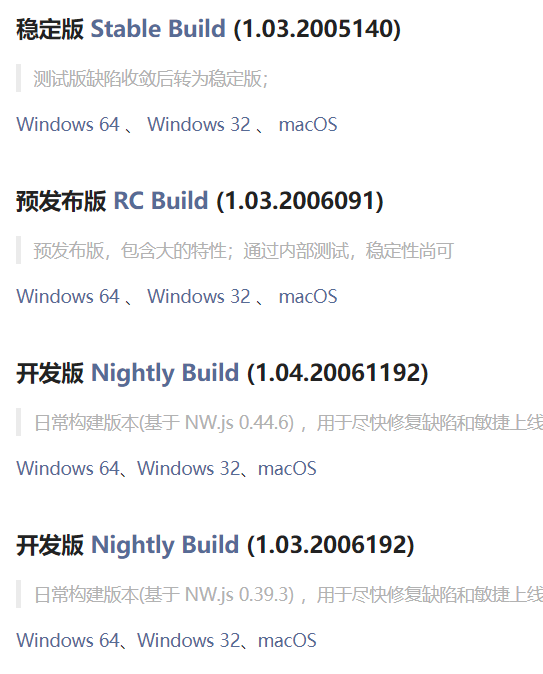 稳定版 Stable Build (1.03.2005140)
测试版缺陷收敛后转为稳定版；
Windows 64 、 Windows 32 、 macOS
预发布版 RC Build (1.03.2006091)
预发布版，包含大的特性；通过内部测试，稳定性尚可
Windows 64 、 Windows 32 、 macOS
开发版 Nightly Build (1.04.20061192)
日常构建版本(基于 NW.js 0.44.6) ，用于尽快修复缺陷和敏捷上线
Windows 64、Windows 32、macOS
开发版 Nightly Build (1.03.2006192)
日常构建版本(基于 NW.js 0.39.3) ，用于尽快修复缺陷和敏捷上线
Windows 64、Windows 32、macOS